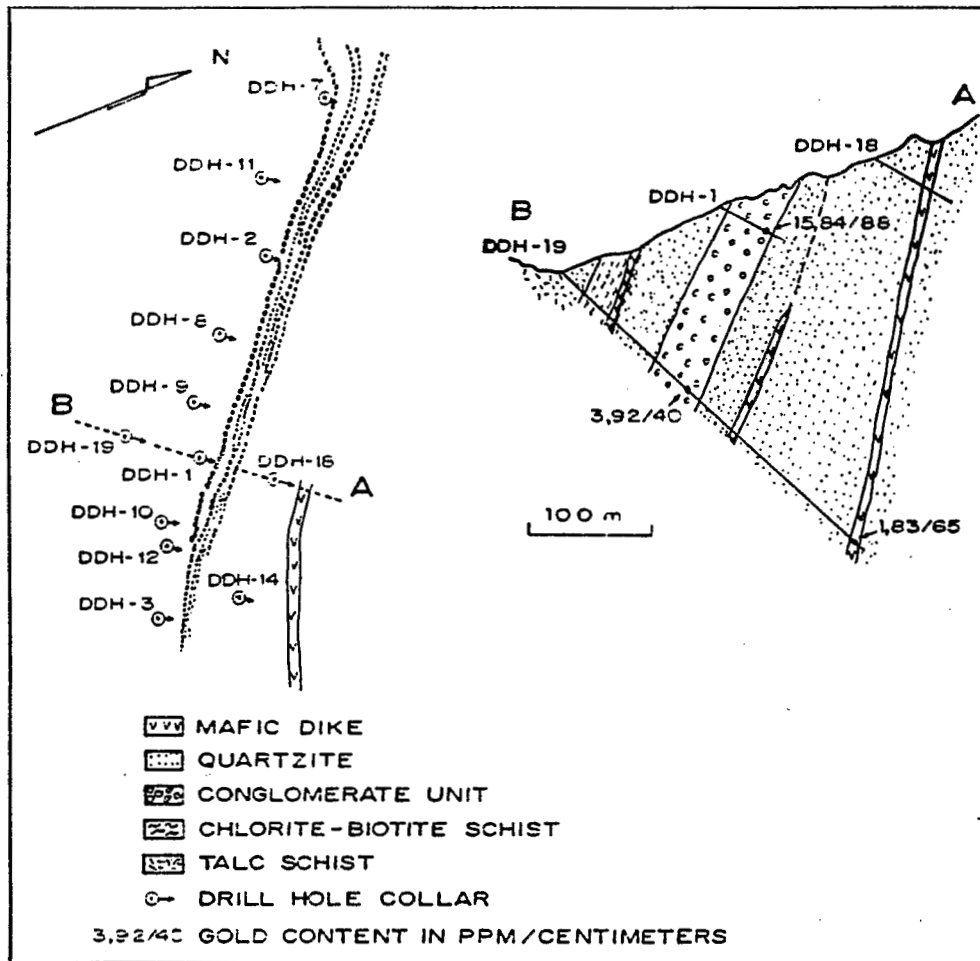 N
DDH-7
DDH-11
DDH-2
DDH-8
DDH-9
B
DDH-19
DDH-1
DDH-18
A
DDH-10
DDH-12
DDH-14
DDH-3
A
DDH-18
DDH-1
15,84/88
B
DDH-19
3,92/40
100 m
1,83/65
MAFIC DIKE
QUARTZITE
CONGLOMERATE UNIT
CHLORITE-BIOTITE SCHIST
TALC SCHIST
DRILL HOLE COLLAR
3,92/40 GOLD CONTENT IN PPM/CENTIMETERS